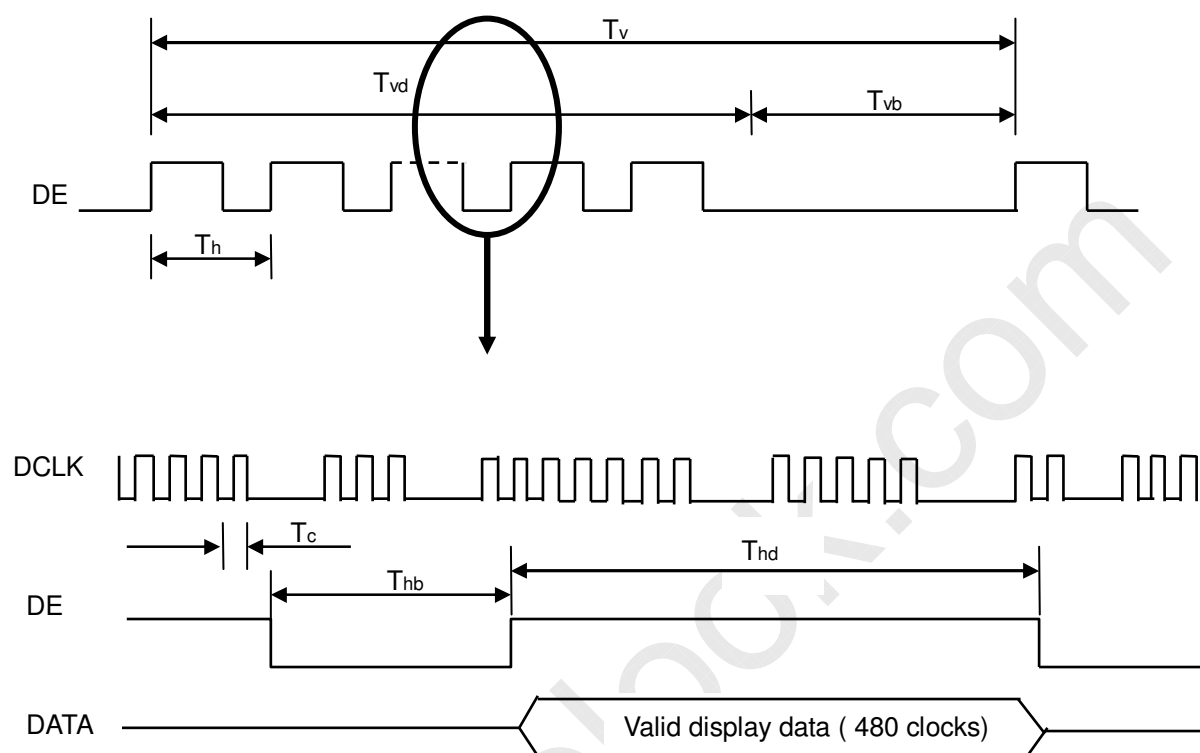 Tv
Tvd
Tvb
DE
Th
DCLK
Tc
Thd
Thb
DE
DATA
Valid display data ( 480 clocks)